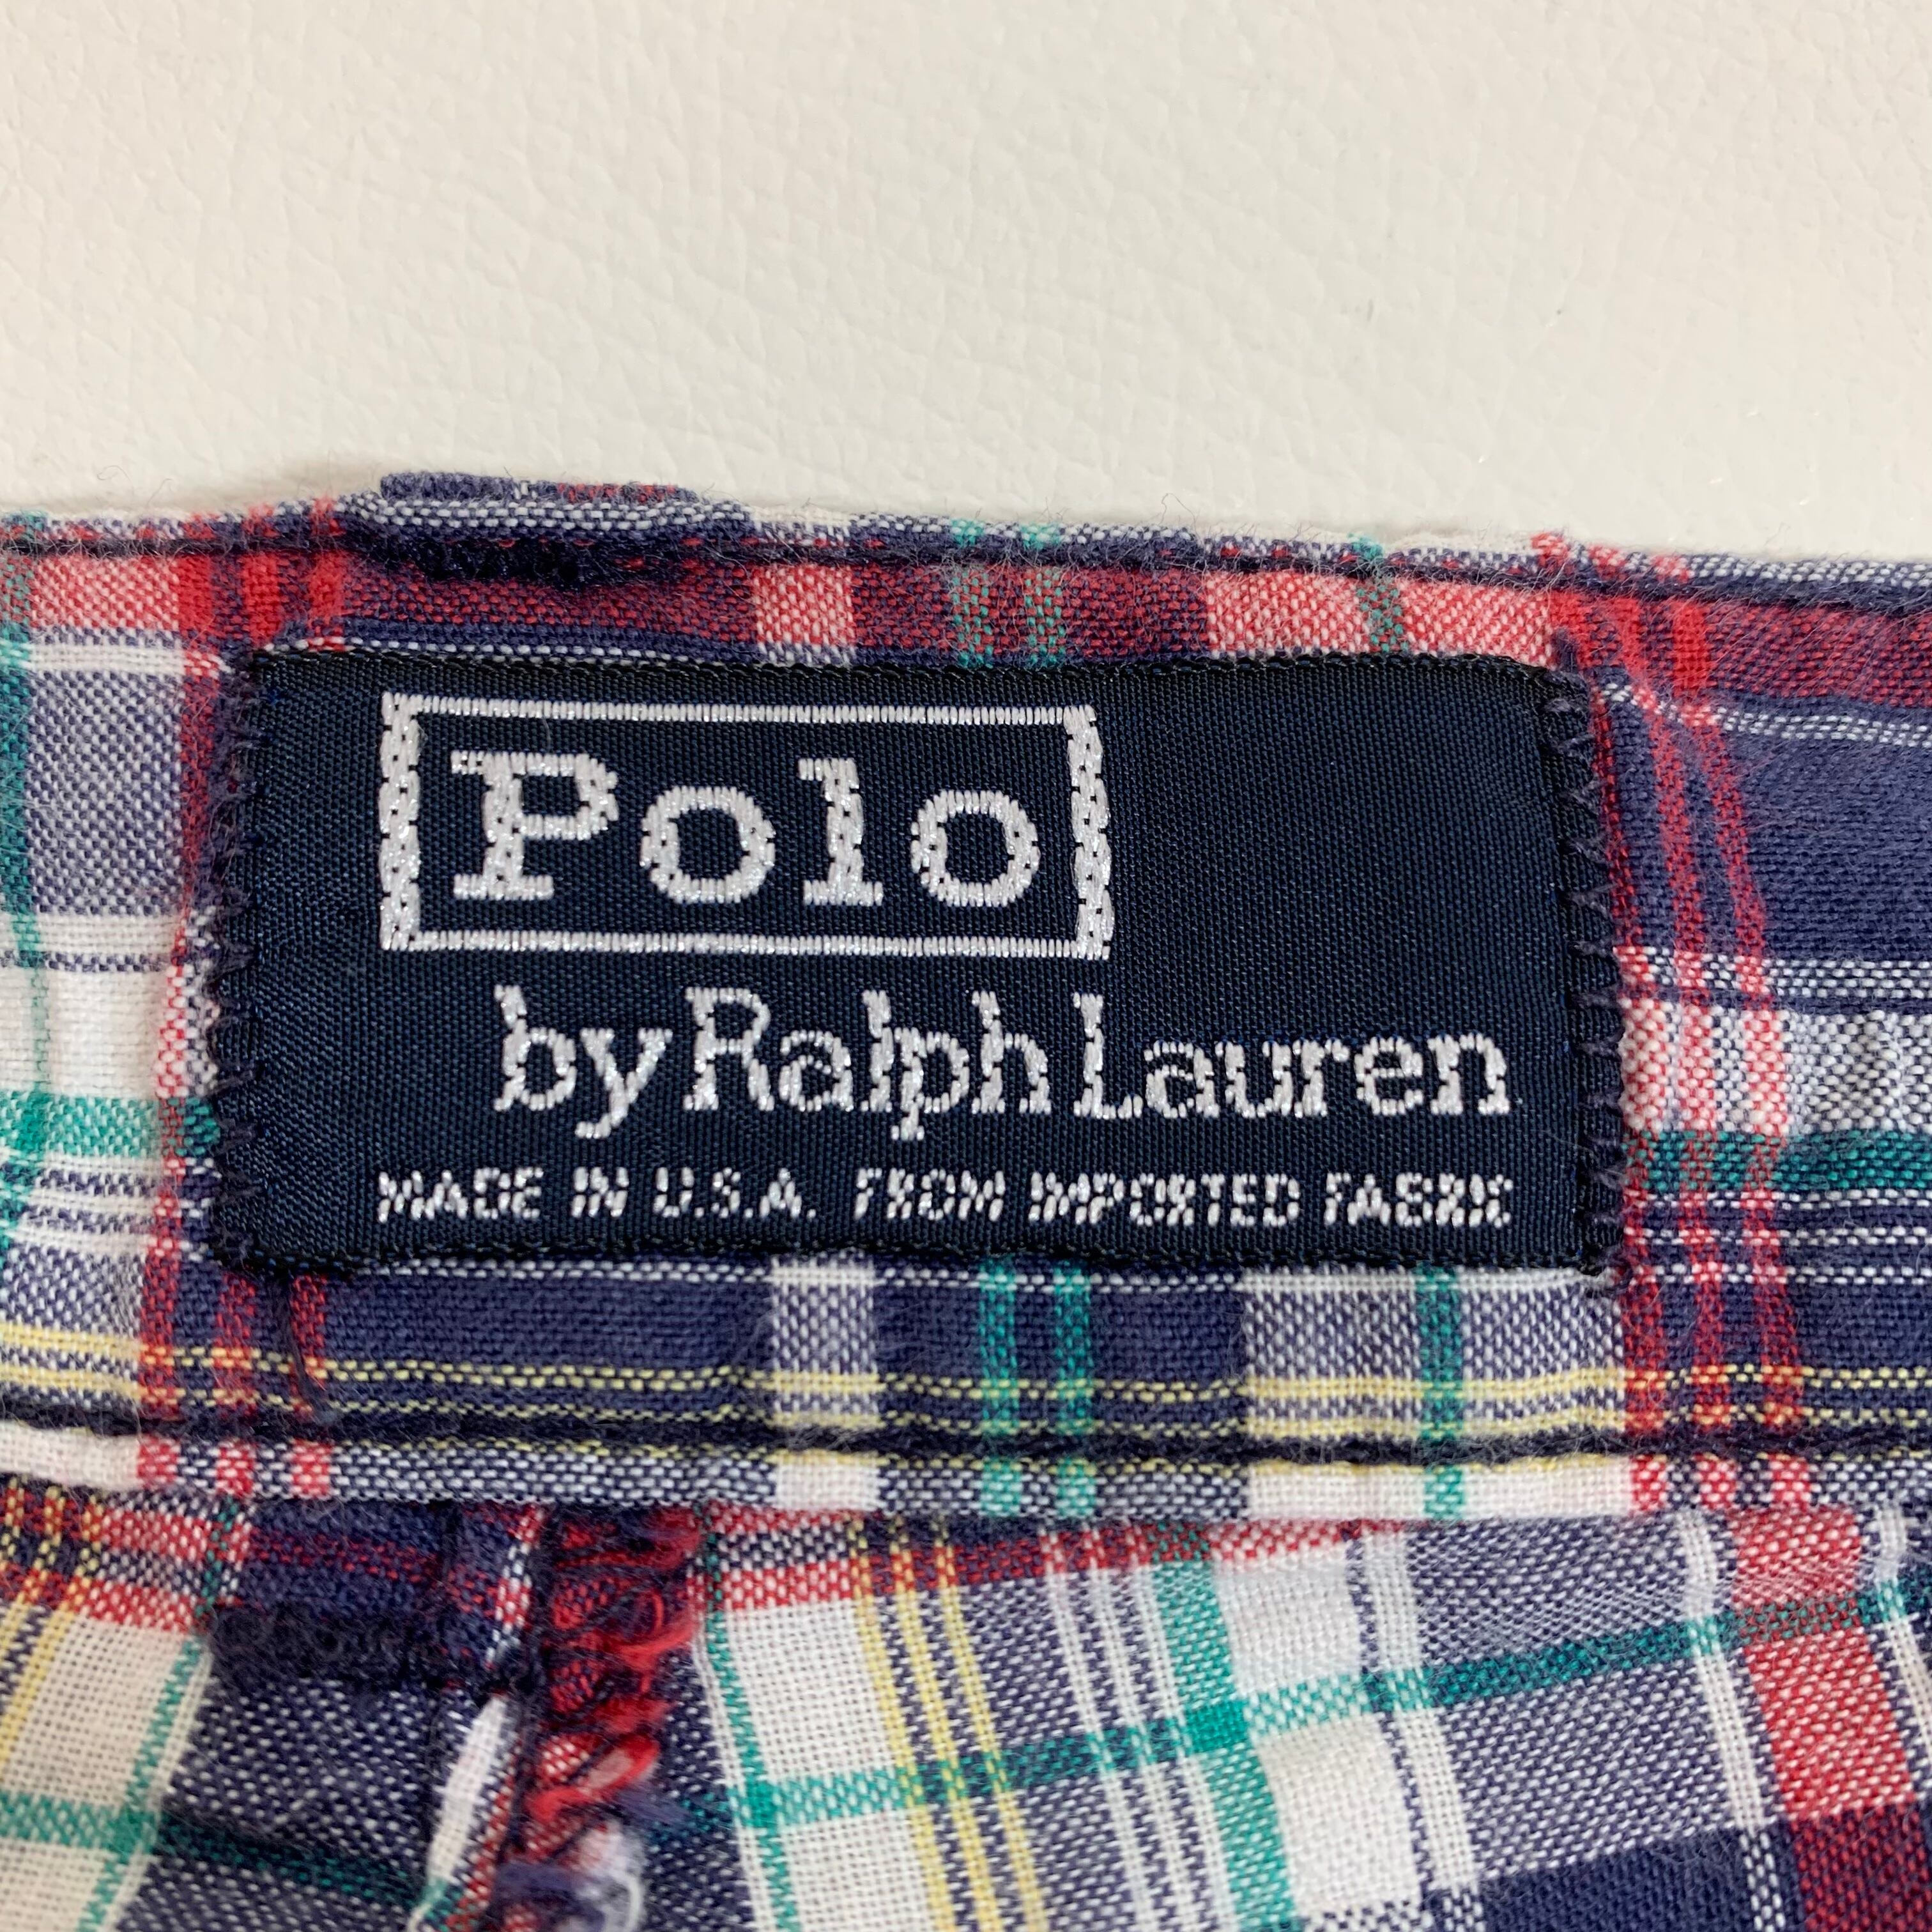 Polo
by Ralph Lauren
MADE IN U.S.A. FROM IMPORTED FABRIC